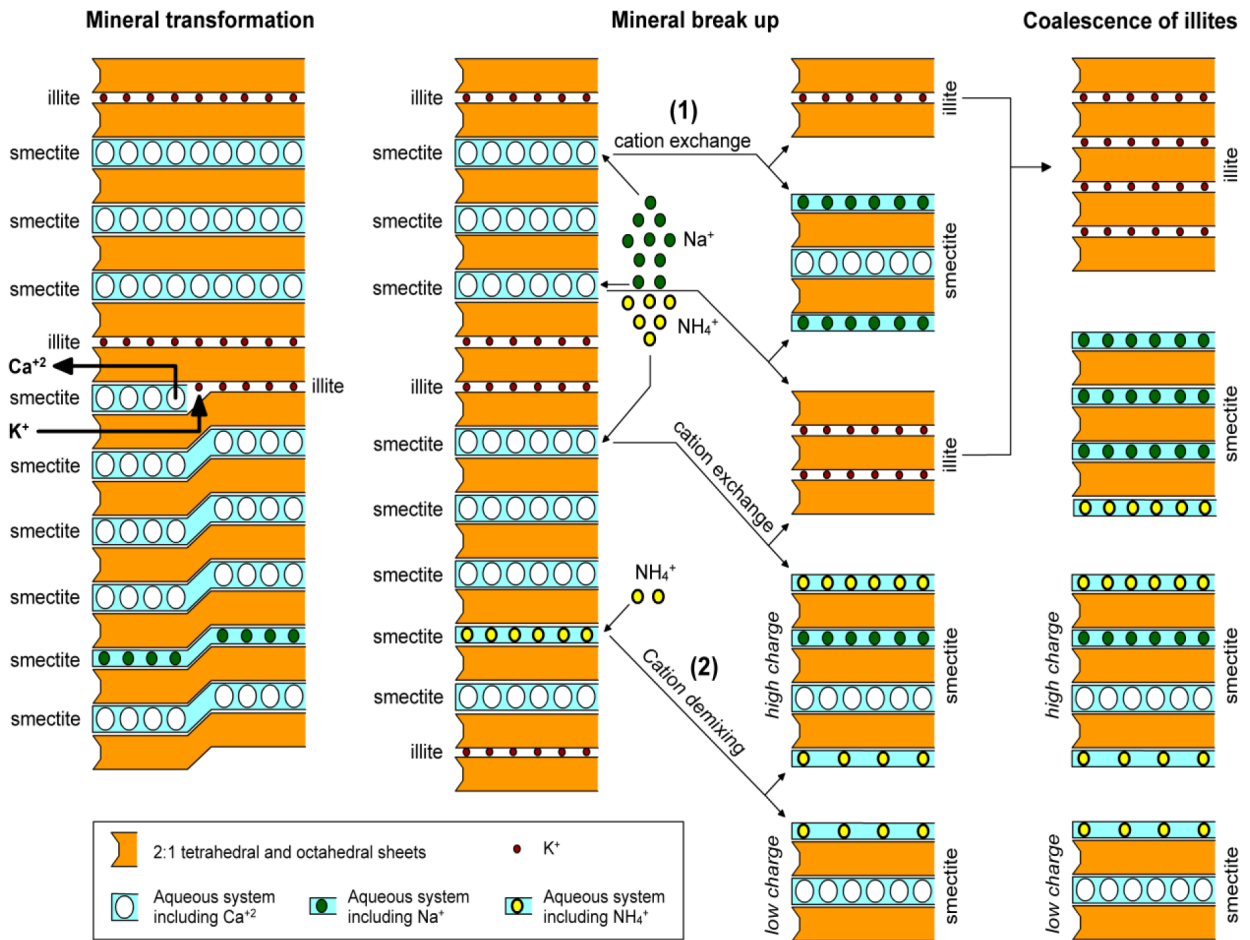 Mineral transformation
Mineral break up
Coalescence of illites
illite
smectite
smectite
smectite
illite
Ca+2
smectite
illite
K+
smectite
smectite
smectite
smectite
smectite
illite
smectite
smectite
smectite
illite
smectite
smectite
smectite
smectite
smectite
illite
(1)
cation exchange
Na+
NH4+
cation exchange
NH4+
(2)
Cation demixing
illite
smectite
illite
high charge
smectite
low charge
smectite
illite
smectite
high charge
smectite
low charge
smectite
2:1 tetrahedral and octahedral sheets
K+
Aqueous system
including Ca+2
Aqueous system
including Na+
Aqueous system
including NH4+